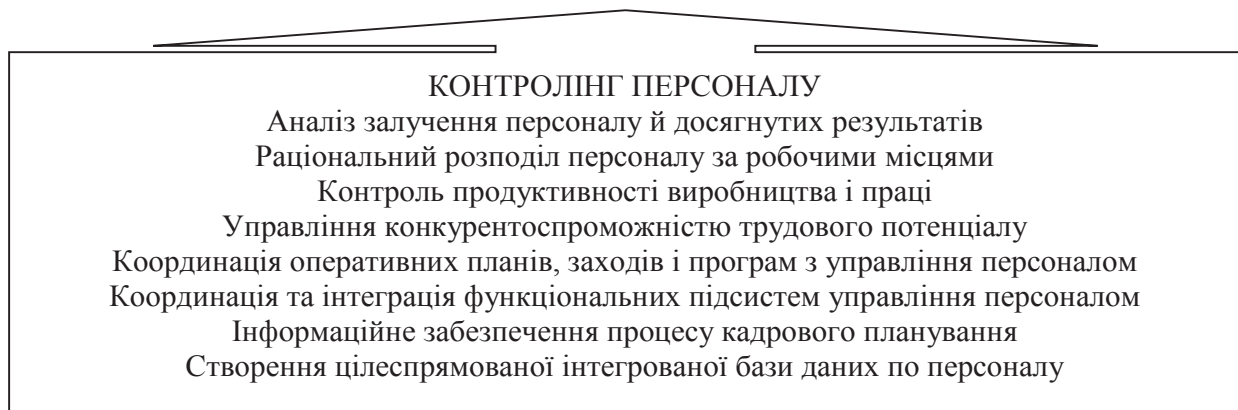 КОНТРОЛІНГ ПЕРСОНАЛУ
Аналіз залучення персоналу й досягнутих результатів
Раціональний розподіл персоналу за робочими місцями
Контроль продуктивності виробництва і праці
Управління конкурентоспроможністю трудового потенціалу
Координація оперативних планів, заходів і програм з управління персоналом
Координація та інтеграція функціональних підсистем управління персоналом
Інформаційне забезпечення процесу кадрового планування
Створення цілеспрямованої інтегрованої бази даних по персоналу